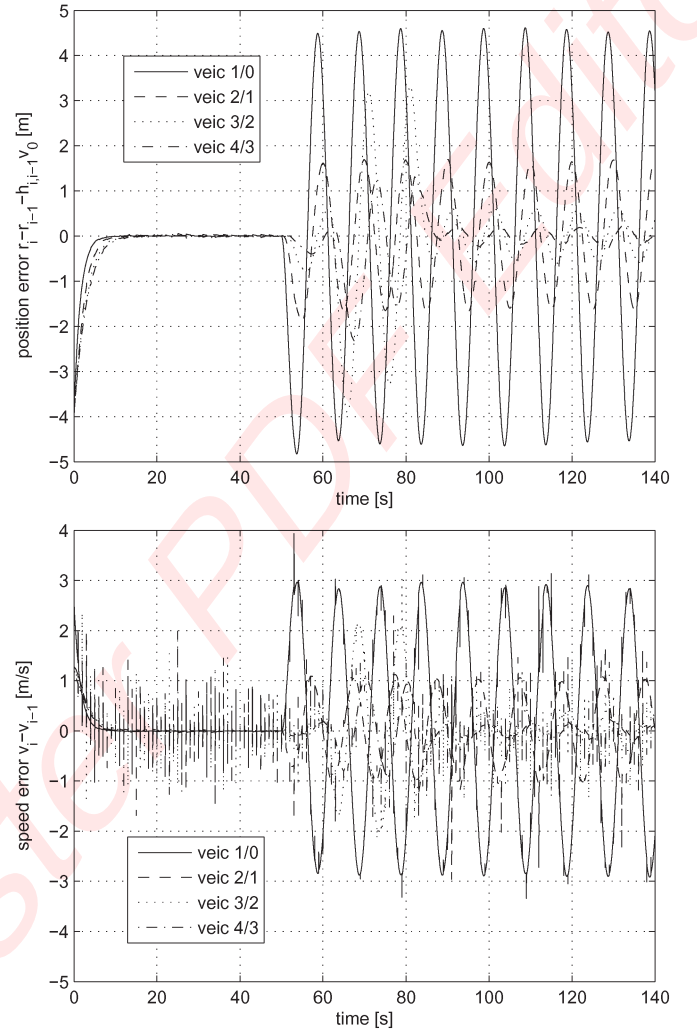 5
4
3
2
1
0
−1
−2
−3
−4
−5
position error r_i−r_{i−1}−h_{i,i−1}v_0 [m]
veic 1/0
veic 2/1
veic 3/2
veic 4/3
0 20 40 60 80 100 120 140
time [s]
4
3
2
1
0
−1
−2
−3
−4
−5
speed error v_i−v_{i−1} [m/s]
veic 1/0
veic 2/1
veic 3/2
veic 4/3
0 20 40 60 80 100 120 140
time [s]
ster PDF Edito